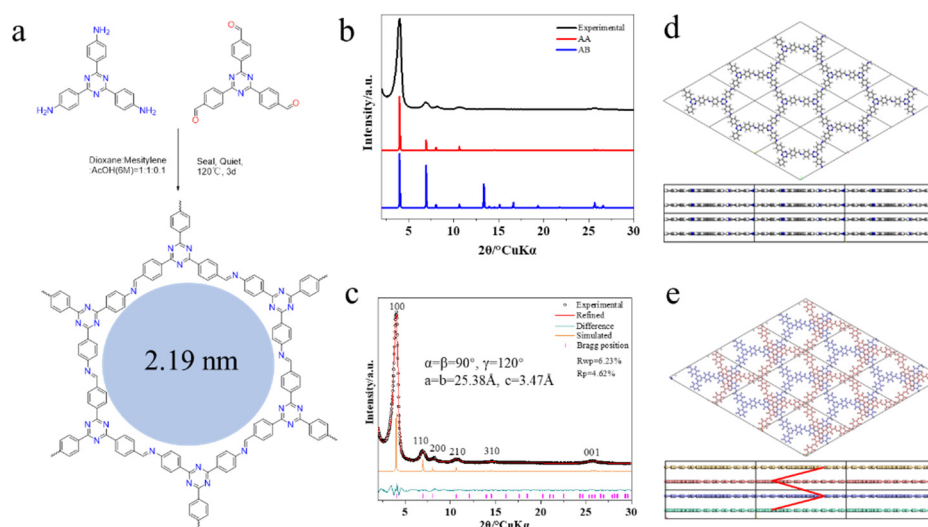 a
NH₂
H₂N
NH₂
N
N
N
O
O
O
N
N
N
Dioxane:Mesitylene
:AcOH(6M)=1:1:0.1
Seal, Quiet,
120℃, 3d
2.19 nm
b
Experimental
AA
AB
Intensity/a.u.
5 10 15 20 25 30
2θ/°CuKα
c
100
110
200
210
310
001
Experimental
Refined
Difference
Simulated
Bragg position
Rwp=6.23%
Rp=4.62%
α=β=90°, γ=120°
a=b=25.38Å, c=3.47Å
Intensity/a.u.
5 10 15 20 25 30
2θ/°CuKα
d
e